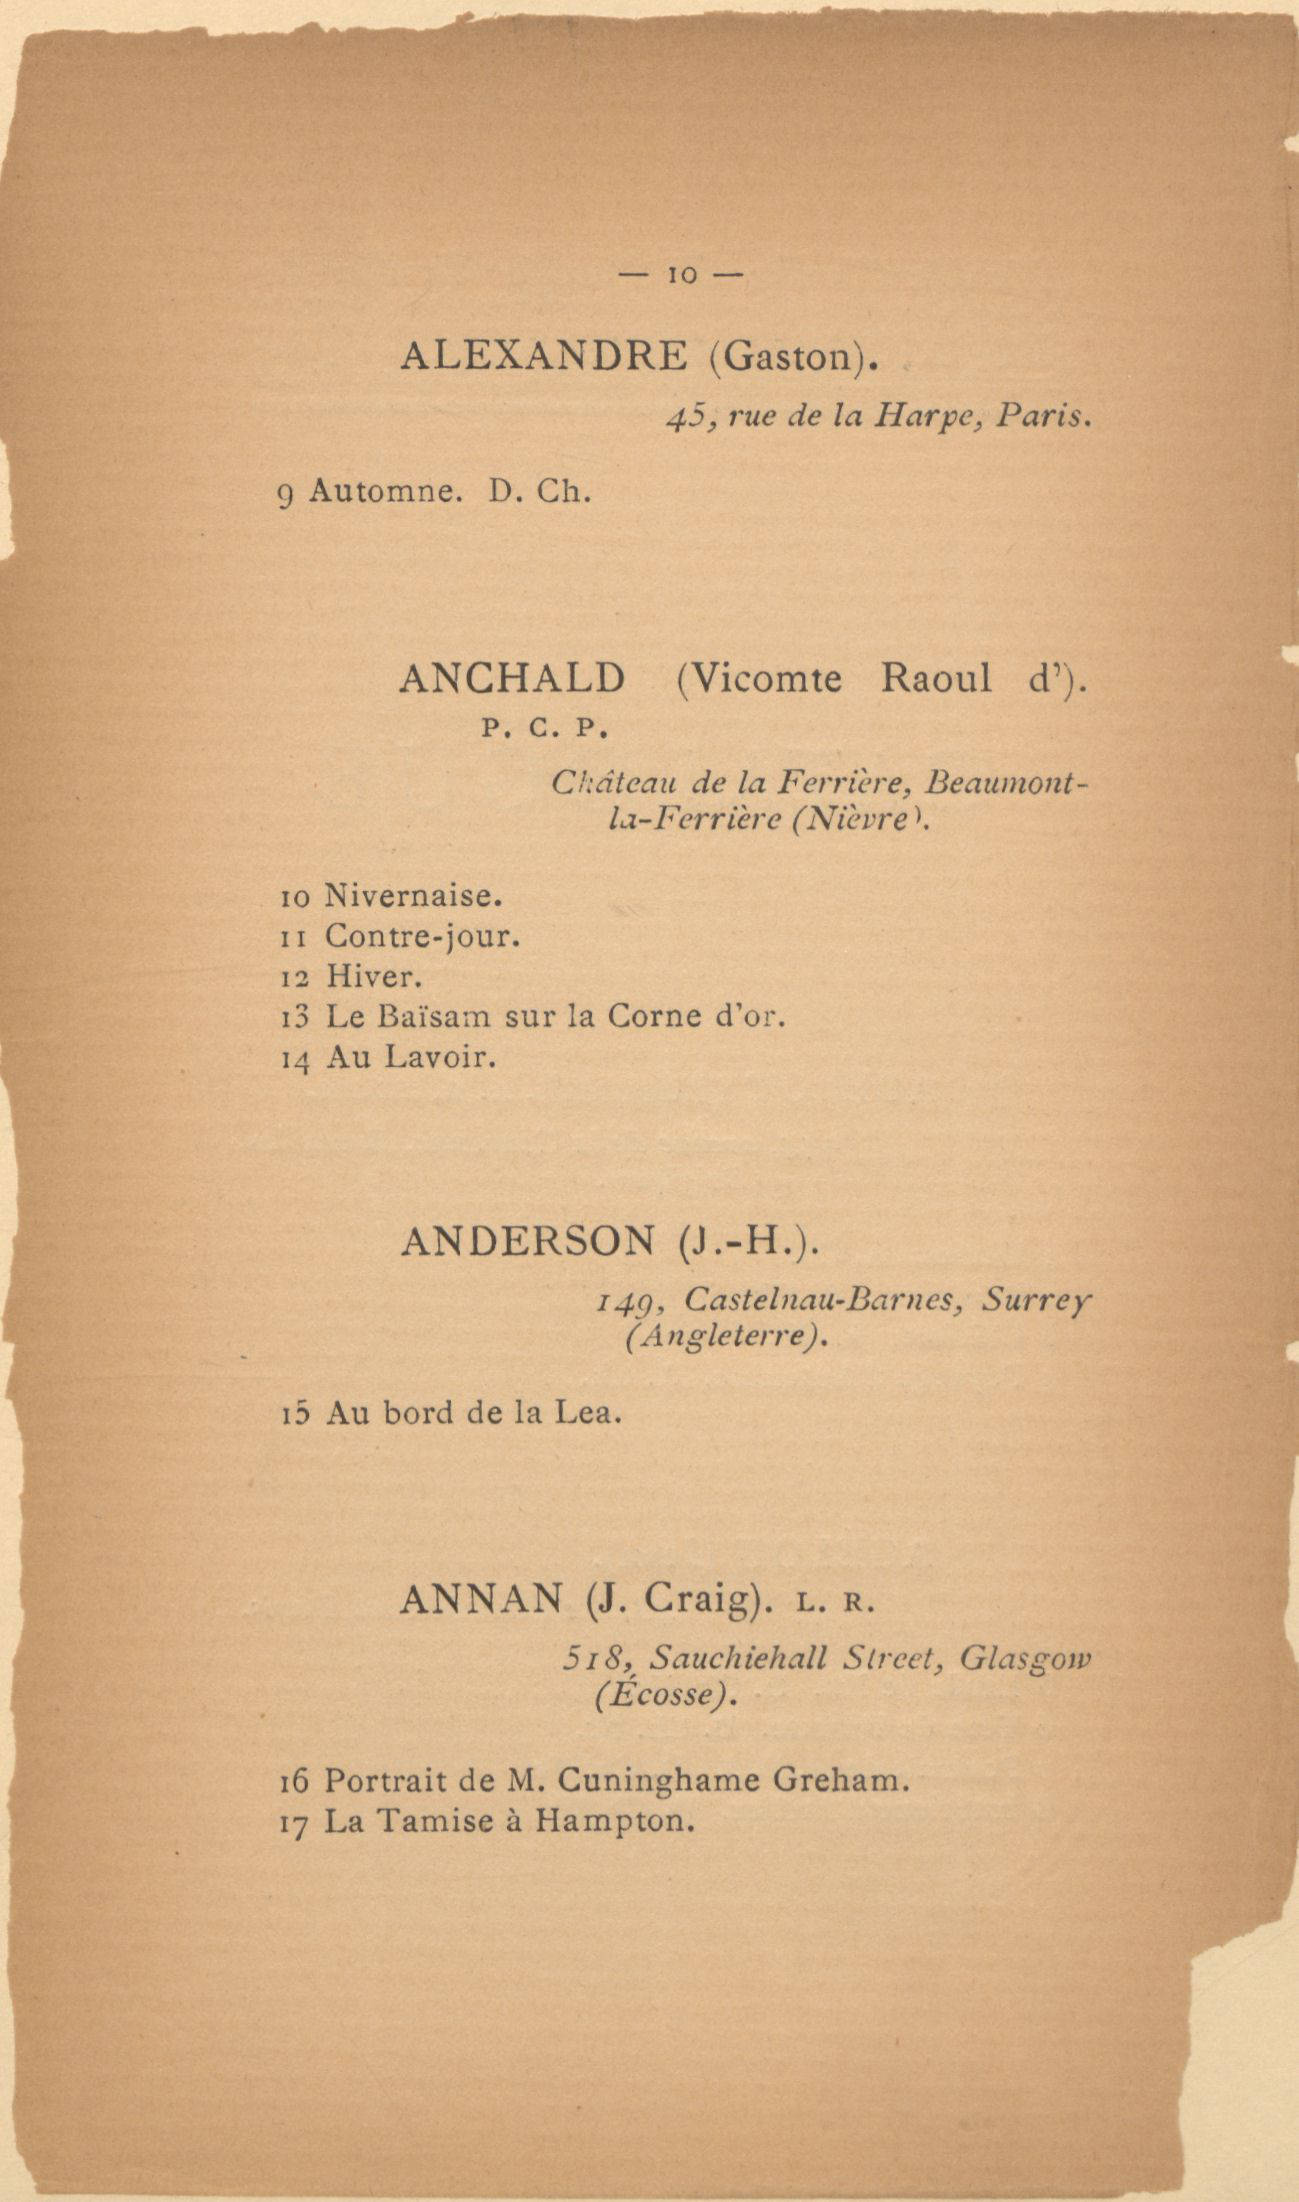 — 10 —
ALEXANDRE (Gaston).
45, rue de la Harpe, Paris.
9 Automne. D. Ch.
ANCHALD (Vicomte Raoul d').
P. C. P.
Château de la Ferrière, Beaumont-
la-Ferrière (Nièvre).
10 Nivernaise.
11 Contre-jour.
12 Hiver.
13 Le Baïsam sur la Corne d'or.
14 Au Lavoir.
ANDERSON (J.-H.).
149, Castelnau-Barnes, Surrey
(Angleterre).
15 Au bord de la Lea.
ANNAN (J. Craig). L. R.
518, Sauchiehall Street, Glasgow
(Écosse).
16 Portrait de M. Cuninghame Greham.
17 La Tamise à Hampton.